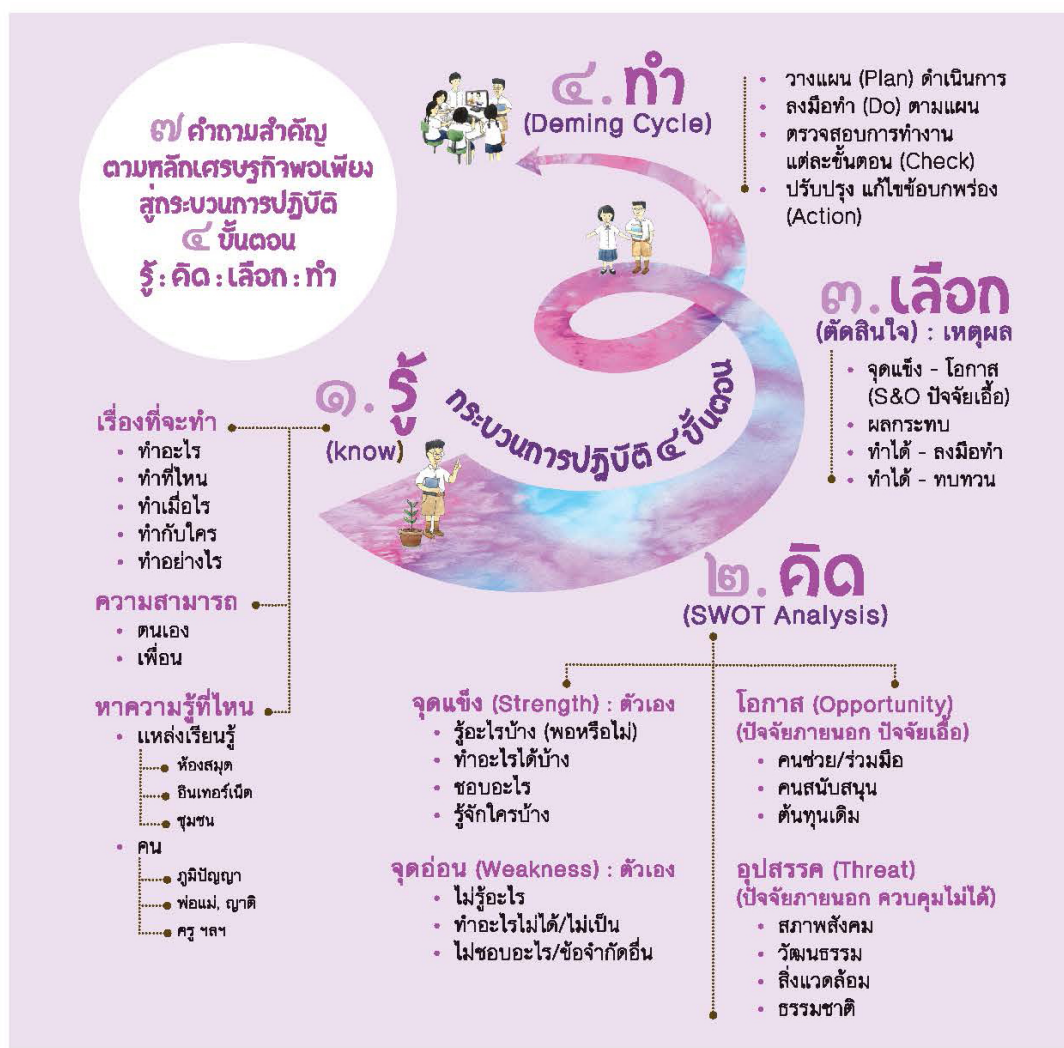 ๗ คำถามสำคัญ
ตามหลักเศรษฐกิจพอเพียง
สู่กระบวนการปฏิบัติ
๔ ขั้นตอน
รู้ : คิด : เลือก : ทำ
๑. รู้
(know)
เรื่องที่จะทำ
• ทำอะไร
• ทำที่ไหน
• ทำเมื่อไร
• ทำกับใคร
• ทำอย่างไร
ความสามารถ
• ตนเอง
• เพื่อน
หาความรู้ที่ไหน
• แหล่งเรียนรู้
ห้องสมุด
อินเทอร์เน็ต
ชุมชน
• คน
ภูมิปัญญา
พ่อแม่, ญาติ
ครู ฯลฯ
กระบวนการปฏิบัติ ๔ ขั้นตอน
๒. คิด
(SWOT Analysis)
จุดแข็ง (Strength) : ตัวเอง
• รู้อะไรบ้าง (พอหรือไม่)
• ทำอะไรได้บ้าง
• ชอบอะไร
• รู้จักใครบ้าง
จุดอ่อน (Weakness) : ตัวเอง
• ไม่รู้อะไร
• ทำอะไรไม่ได้/ไม่เป็น
• ไม่ชอบอะไร/ข้อจำกัดอื่น
โอกาส (Opportunity)
(ปัจจัยภายนอก ปัจจัยเอื้อ)
• คนช่วย/ร่วมมือ
• คนสนับสนุน
• ต้นทุนเดิม
อุปสรรค (Threat)
(ปัจจัยภายนอก ควบคุมไม่ได้)
• สภาพสังคม
• วัฒนธรรม
• สิ่งแวดล้อม
• ธรรมชาติ
๓. เลือก
(ตัดสินใจ) : เหตุผล
• จุดแข็ง - โอกาส
(S&O ปัจจัยเอื้อ)
• ผลกระทบ
• ทำได้ - ลงมือทำ
• ทำได้ - ทบทวน
๔. ทำ
(Deming Cycle)
• วางแผน (Plan) ดำเนินการ
• ลงมือทำ (Do) ตามแผน
• ตรวจสอบการทำงาน
แต่ละขั้นตอน (Check)
• ปรับปรุง แก้ไขข้อบกพร่อง
(Action)